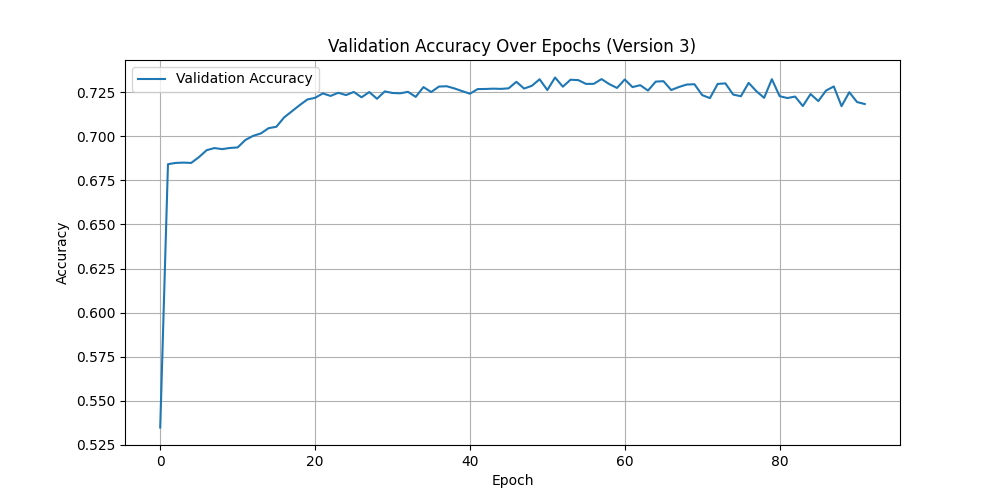 Validation Accuracy Over Epochs (Version 3)
Validation Accuracy
0.725
0.700
0.675
0.650
0.625
0.600
0.575
0.550
0.525
Accuracy
0 20 40 60 80
Epoch